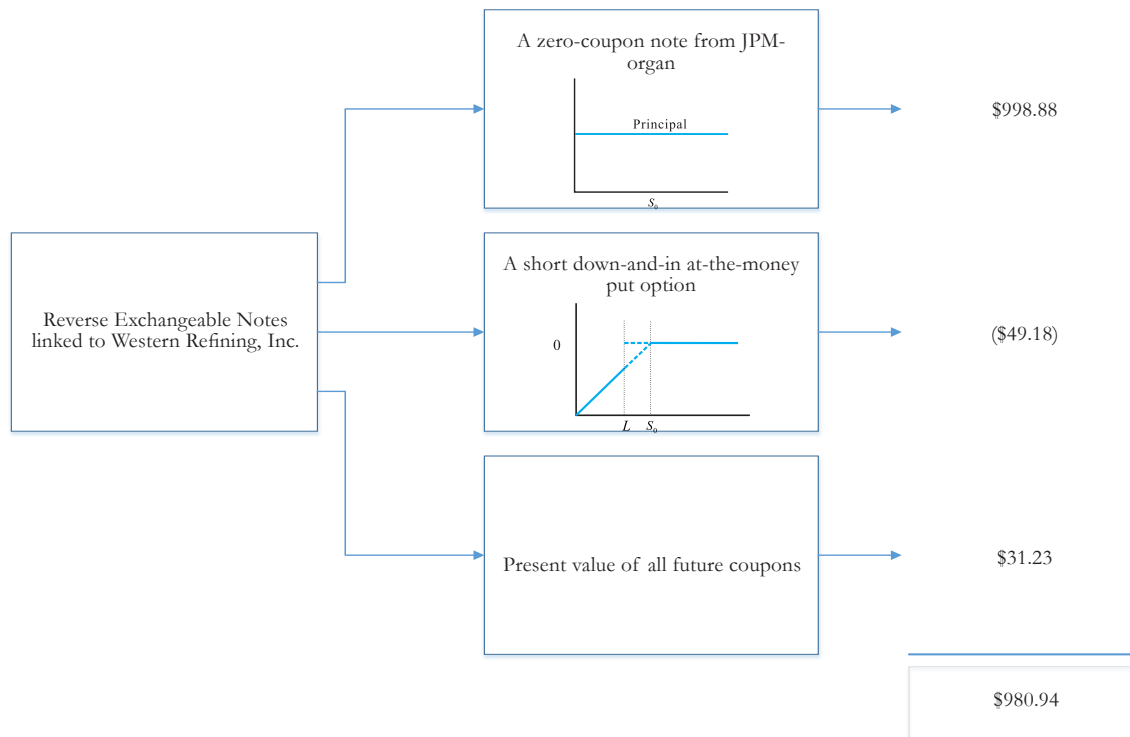 A zero-coupon note from JPM-
organ
Principal
S₀
$998.88
Reverse Exchangeable Notes
linked to Western Refining, Inc.
A short down-and-in at-the-money
put option
0
L S₀
($49.18)
Present value of all future coupons
$31.23
$980.94